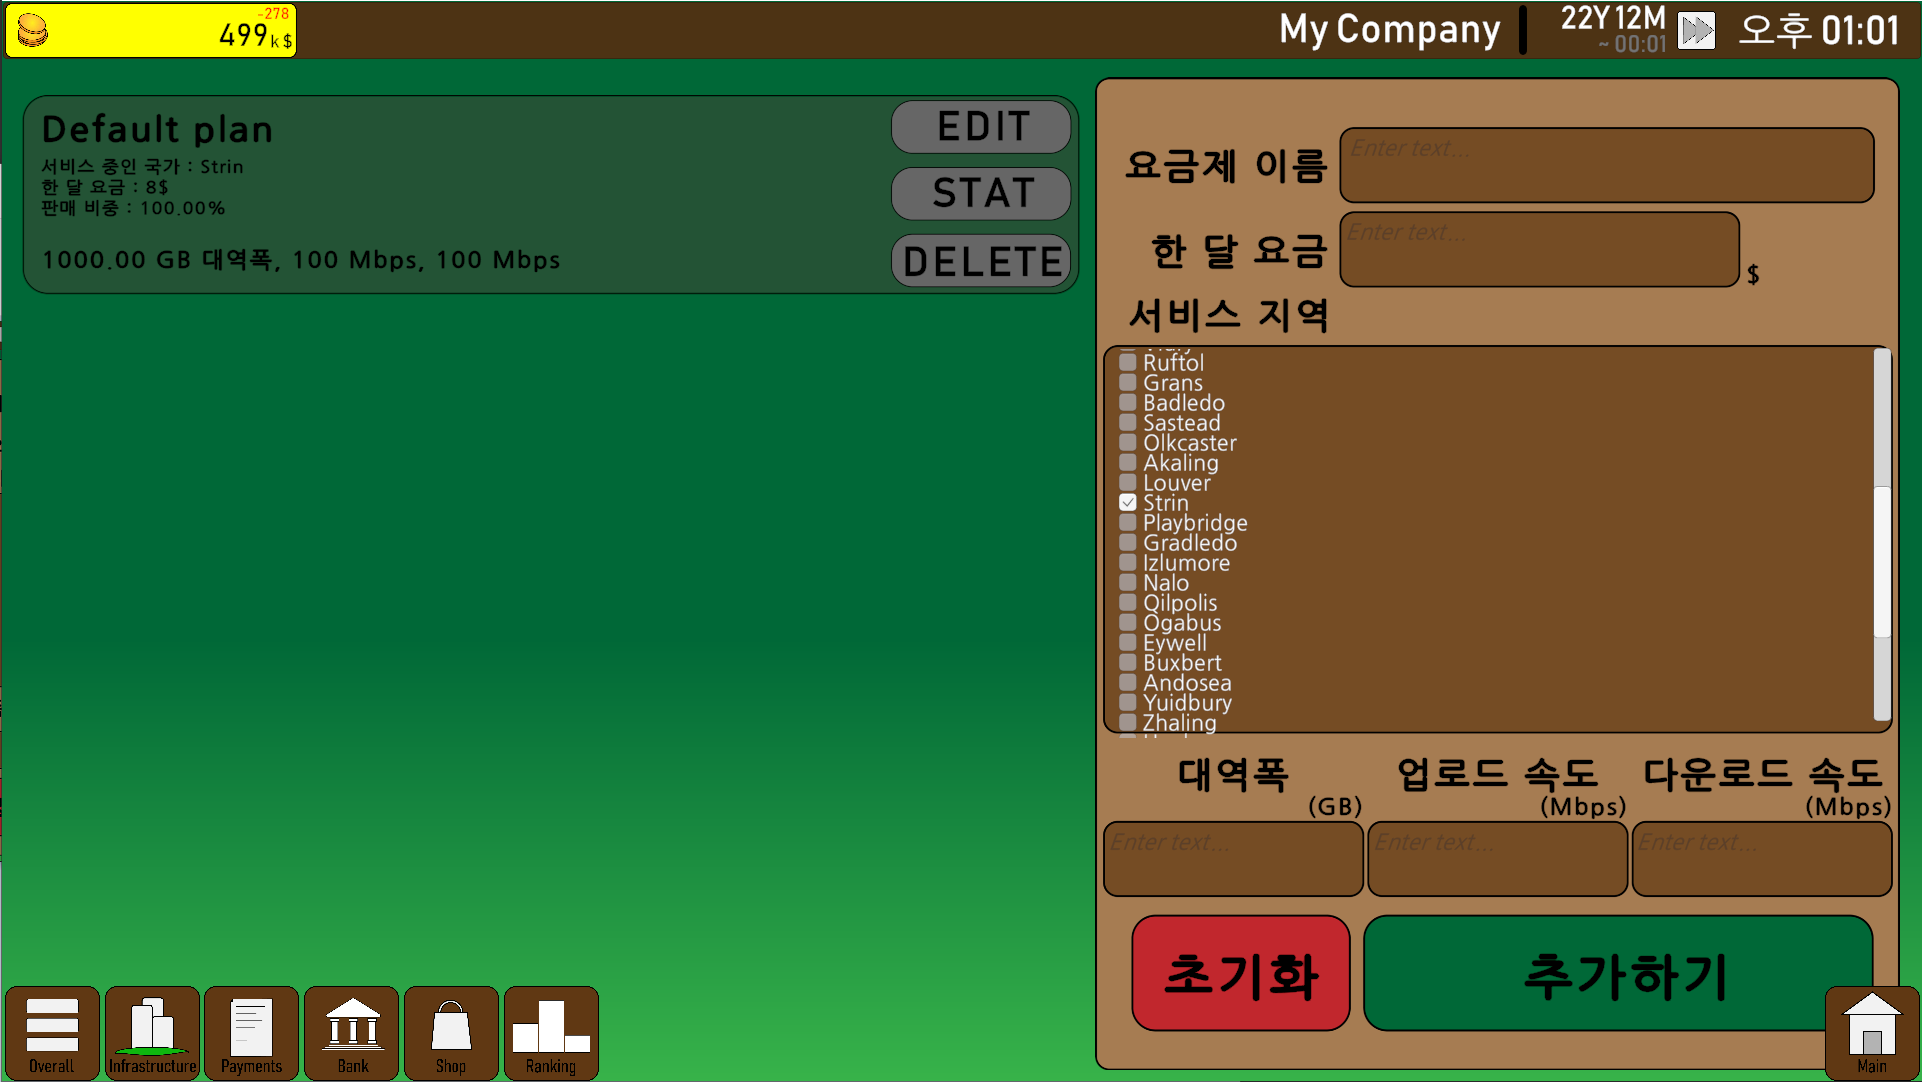 -278
499k$
My Company
22Y 12M
~ 00:01
오후 01:01
Default plan
서비스 중인 국가 : Strin
한 달 요금 : 8$
판매 비중 : 100.00%
1000.00 GB 대역폭, 100 Mbps, 100 Mbps
EDIT
STAT
DELETE
요금제 이름
Enter text...
한 달 요금
Enter text...
$
서비스 지역
Ruftol
Grans
Badledo
Sastead
Olkcaster
Akaling
Louver
Strin
Playbridge
Gradledo
Izlumore
Nalo
Qilpolis
Ogabus
Eywell
Buxbert
Andosea
Yuidbury
Zhaling
대역폭
(GB)
업로드 속도
(Mbps)
다운로드 속도
(Mbps)
Enter text...
Enter text...
Enter text...
초기화
추가하기
Overall
Infrastructure
Payments
Bank
Shop
Ranking
Main